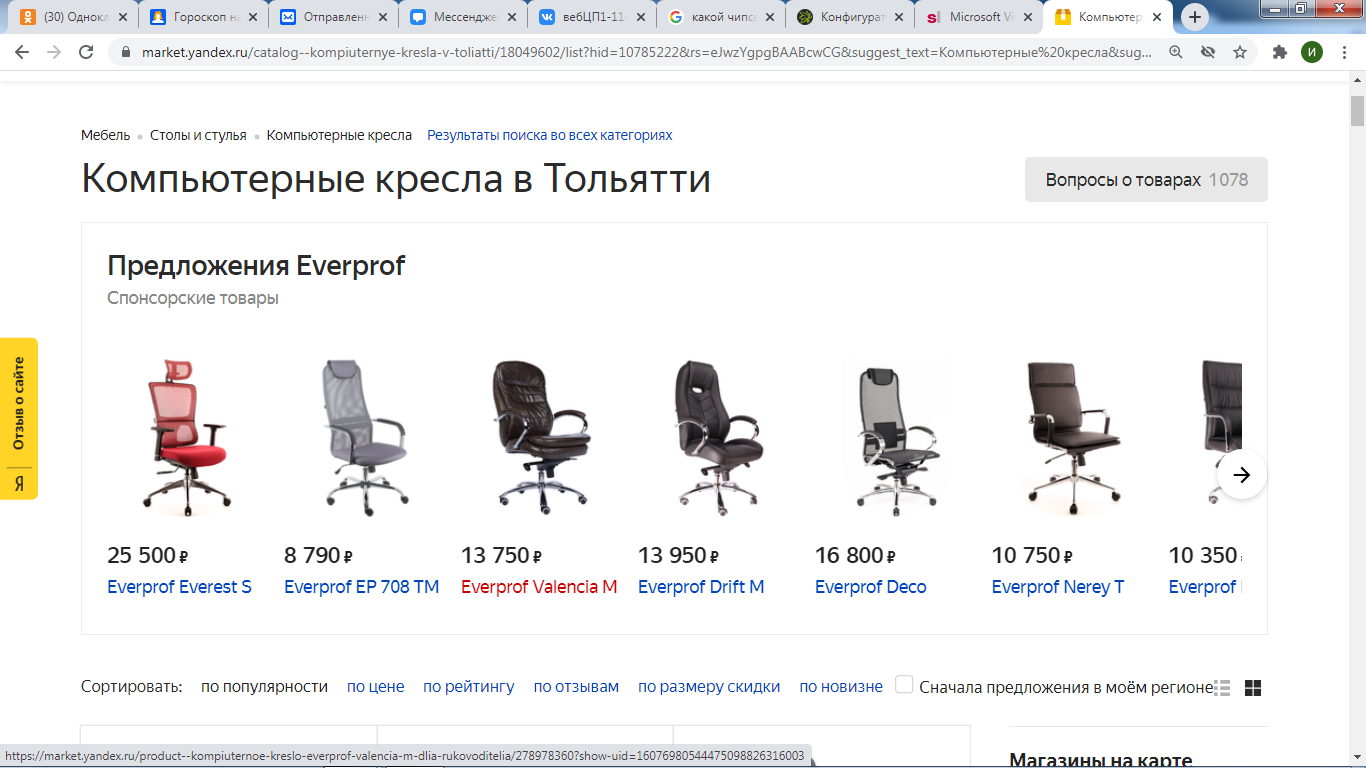 (30) Однокл
Гороскоп на
Отправленн
Мессендже
вебЦП1-11-
какой чипсе
Конфигурат
Microsoft Vi
Компьютер
market.yandex.ru/catalog--kompiuternye-kresla-v-toliatti/18049602/list?hid=10785222&rs=eJwzYgpgBAABcwCG&suggest_text=Компьютерные%20кресла&sug...
И
Мебель Столы и стулья Компьютерные кресла Результаты поиска во всех категориях
Компьютерные кресла в Тольятти
Вопросы о товарах 1078
Предложения Everprof
Спонсорские товары
Отзыв о сайте
Я
25 500 ₽
Everprof Everest S
8 790 ₽
Everprof EP 708 TM
13 750 ₽
Everprof Valencia M
13 950 ₽
Everprof Drift M
16 800 ₽
Everprof Deco
10 750 ₽
Everprof Nerey T
10 350
Everprof
Сортировать: по популярности по цене по рейтингу по отзывам по размеру скидки по новизне Сначала предложения в моём регионе
Магазины на карте
https://market.yandex.ru/product--kompiuternoe-kreslo-everprof-valencia-m-dlia-rukovoditelia/278978360?show-uid=16076980544475098826316003